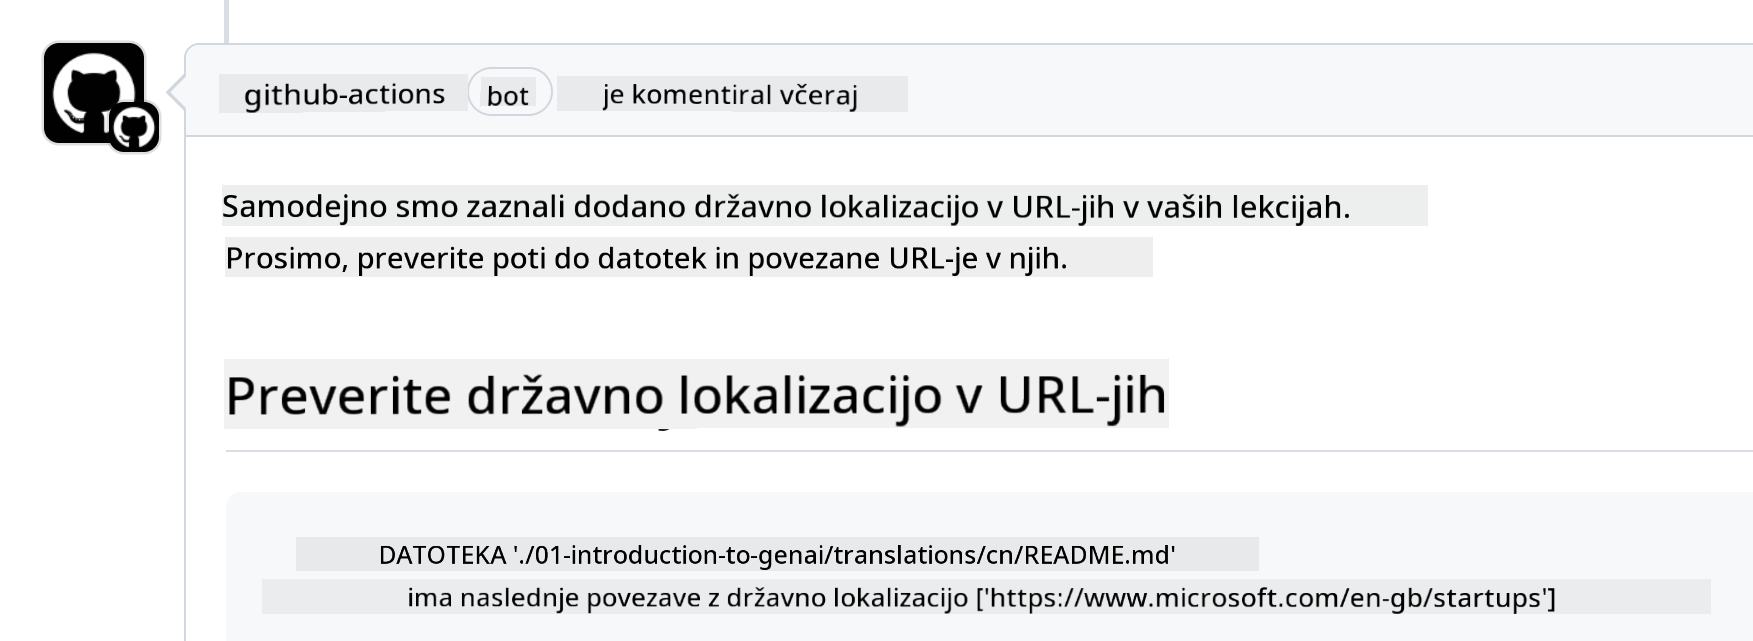 github-actions bot je komentiral včeraj
Samodejno smo zaznali dodano državno lokalizacijo v URL-jih v vaših lekcijah.
Prosimo, preverite poti do datotek in povezane URL-je v njih.
Preverite državno lokalizacijo v URL-jih
DATOTEKA './01-introduction-to-genai/translations/cn/README.md'
ima naslednje povezave z državno lokalizacijo ['https://www.microsoft.com/en-gb/startups']